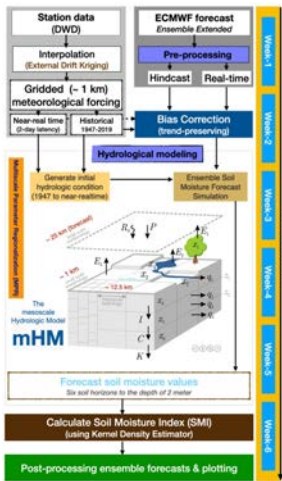 Station data
(DWD)
ECMWF forecast
Ensemble Extended
Interpolation
(External Drift Kriging)
Pre-processing
Hindcast
Real-time
Gridded (~ 1 km)
meteorological forcing
Near-real time
(2-day latency)
Historical
1947-2019
Bias Correction
(trend-preserving)
Hydrological modeling
Multiscale Parameter Regionalization (MPR)
Generate initial
hydrologic condition
(1947 to near-realtime)
Ensemble Soil
Moisture Forecast
Simulation
~ 25 km (forecast)
~ 1 km
~ 12.5 km
The
mesoscale
Hydrologic Model
mHM
I
C
K
Forecast soil moisture values
Six soil horizons to the depth of 2 meter
Calculate Soil Moisture Index (SMI)
(using Kernel Density Estimator)
Post-processing ensemble forecasts & plotting
Week-1
Week-2
Week-3
Week-4
Week-5
Week-6